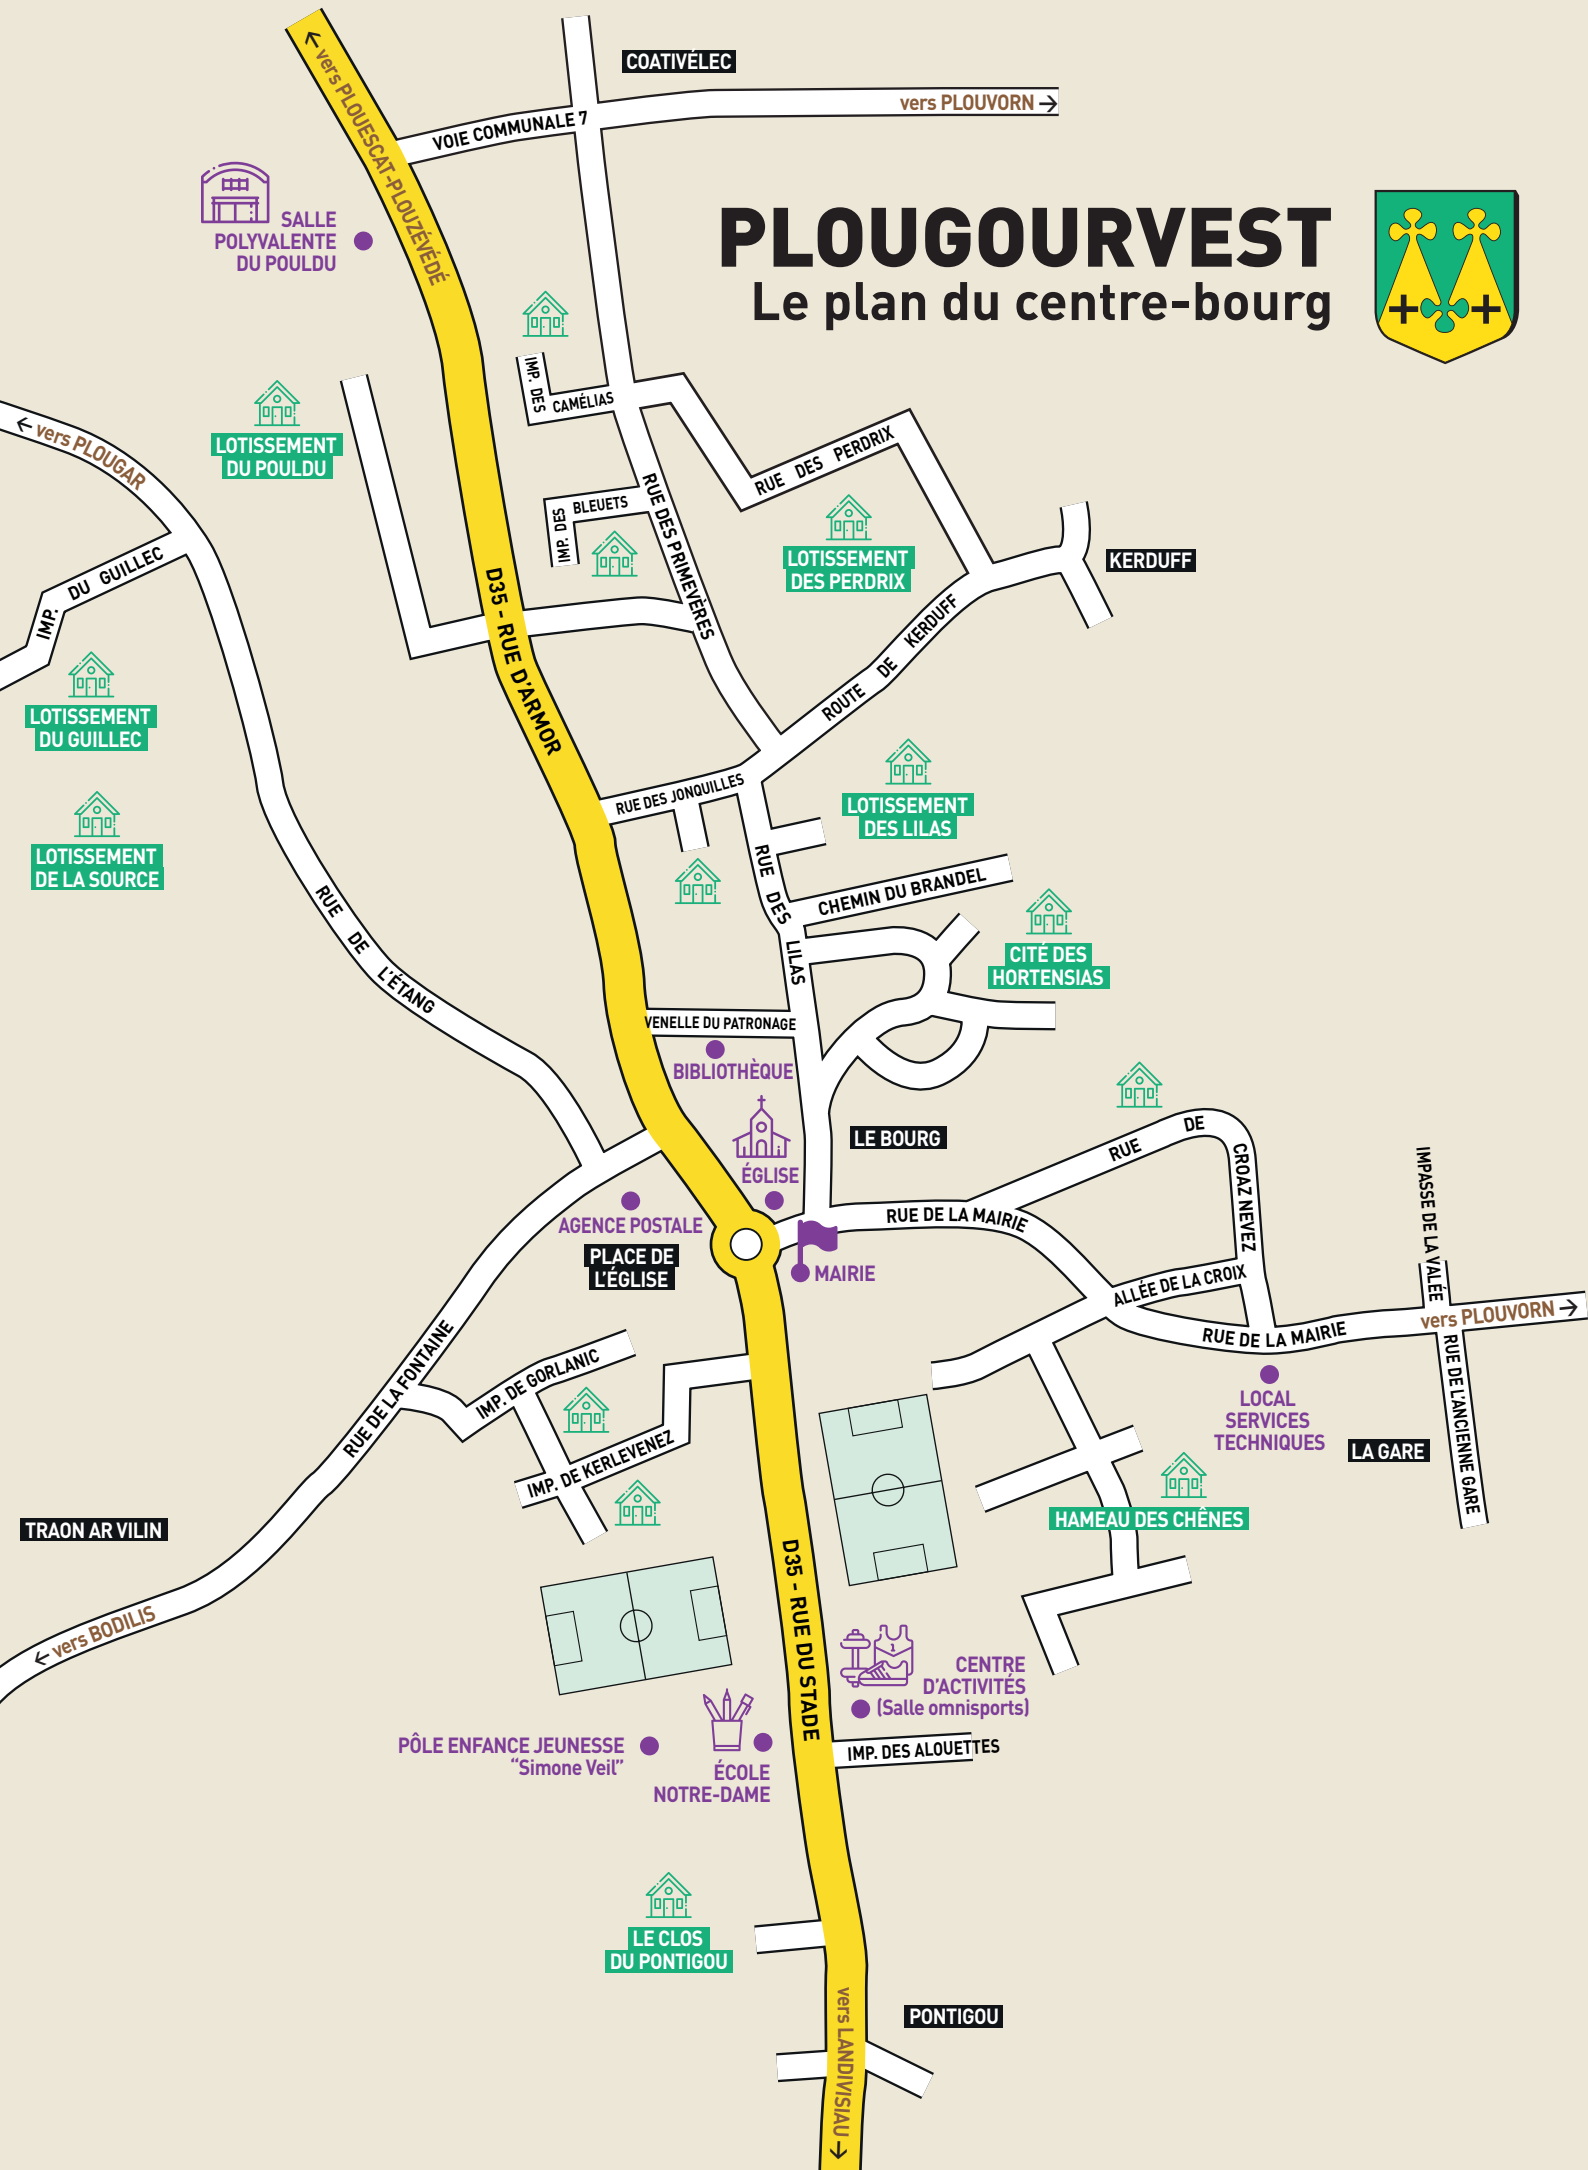 COATIVÉLEC
← vers PLOUESCAT-PLOUZÉVÉDÉ
VOIE COMMUNALE 7
vers PLOUVORN →
SALLE
POLYVALENTE
DU POULDU
PLOUGOURVEST
Le plan du centre-bourg
IMP. DES
CAMÉLIAS
← vers PLOUGAR
LOTISSEMENT
DU POULDU
RUE DES PERDRIX
RUE DES PRIMEVÈRES
IMP. DES
BLEUETS
LOTISSEMENT
DES PERDRIX
KERDUFF
IMP. DU GUILLEC
D35 - RUE D'ARMOR
ROUTE DE KERDUFF
LOTISSEMENT
DU GUILLEC
RUE DES JONQUILLES
LOTISSEMENT
DES LILAS
LOTISSEMENT
DE LA SOURCE
RUE DES LILAS
CHEMIN DU BRANDEL
RUE DE L'ÉTANG
CITÉ DES
HORTENSIAS
VENELLE DU PATRONAGE
BIBLIOTHÈQUE
LE BOURG
ÉGLISE
RUE DE CROAZ NEVEZ
IMPASSE DE LA VALÉE
AGENCE POSTALE
PLACE DE
L'ÉGLISE
RUE DE LA MAIRIE
MAIRIE
ALLÉE DE LA CROIX
RUE DE LA MAIRIE
vers PLOUVORN →
RUE DE L'ANCIENNE GARE
RUE DE LA FONTAINE
IMP. DE GORLANIC
LOCAL
SERVICES
TECHNIQUES
LA GARE
IMP. DE KERLEVENEZ
HAMEAU DES CHÊNES
TRAON AR VILIN
← vers BODILIS
D35 - RUE DU STADE
1
CENTRE
D'ACTIVITÉS
(Salle omnisports)
PÔLE ENFANCE JEUNESSE
“Simone Veil”
ÉCOLE
NOTRE-DAME
IMP. DES ALOUETTES
LE CLOS
DU PONTIGOU
PONTIGOU
vers LANDIVISIAU →